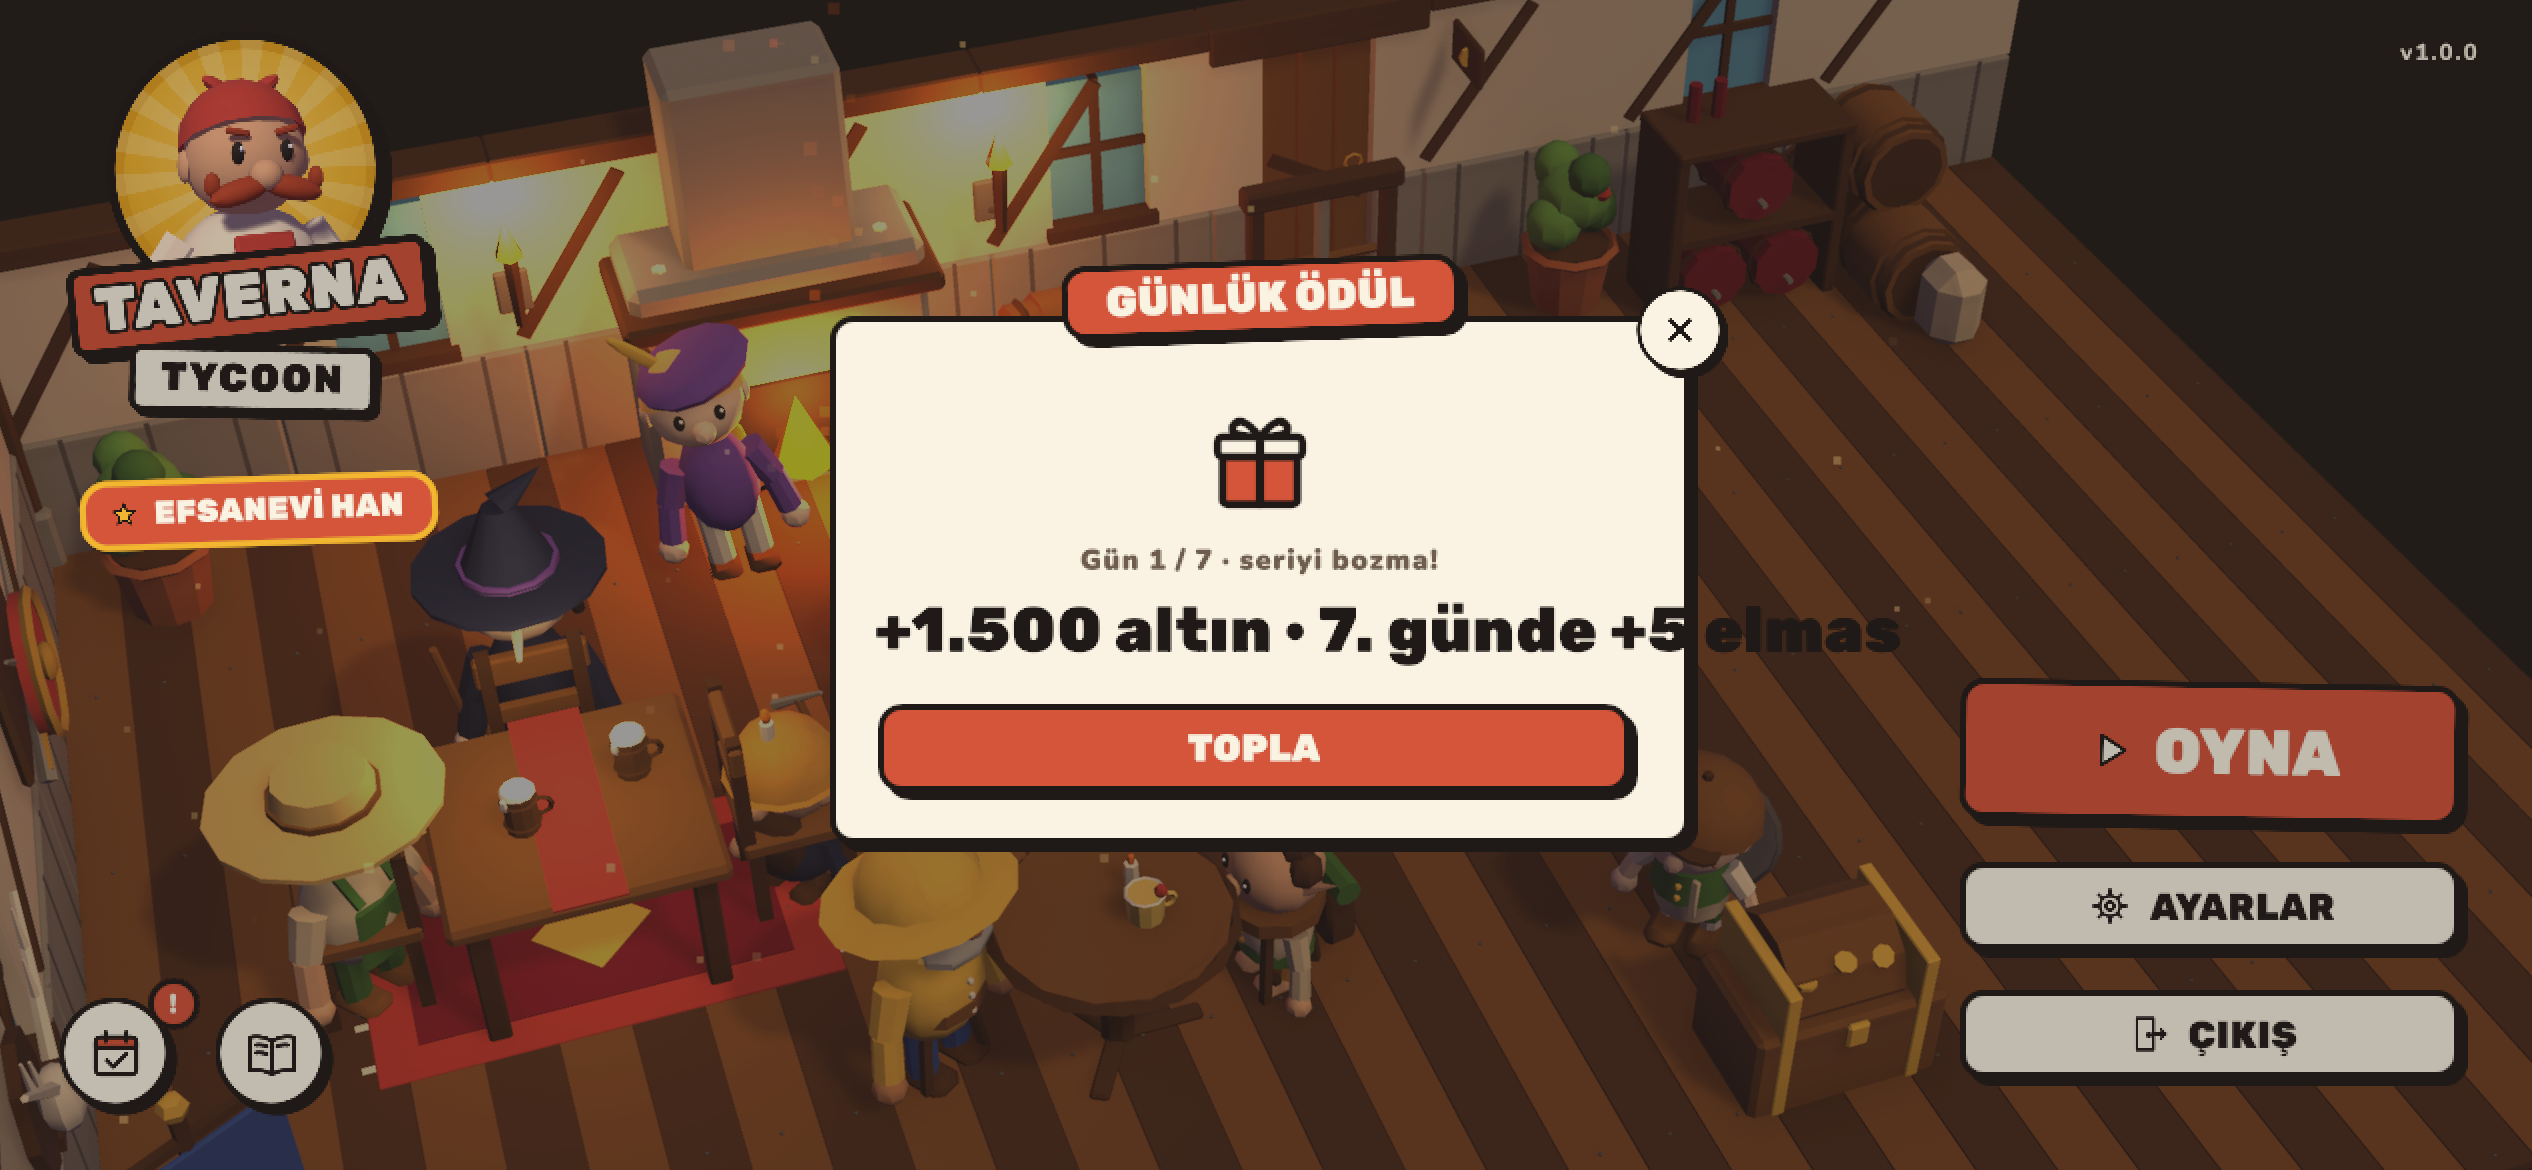 v1.0.0
TAVERNA
TYCOON
EFSANEVİ HAN
GÜNLÜK ÖDÜL
Gün 1 / 7 · seriyi bozma!
+1.500 altın • 7. günde +5 elmas
TOPLA
OYNA
AYARLAR
ÇIKIŞ
!